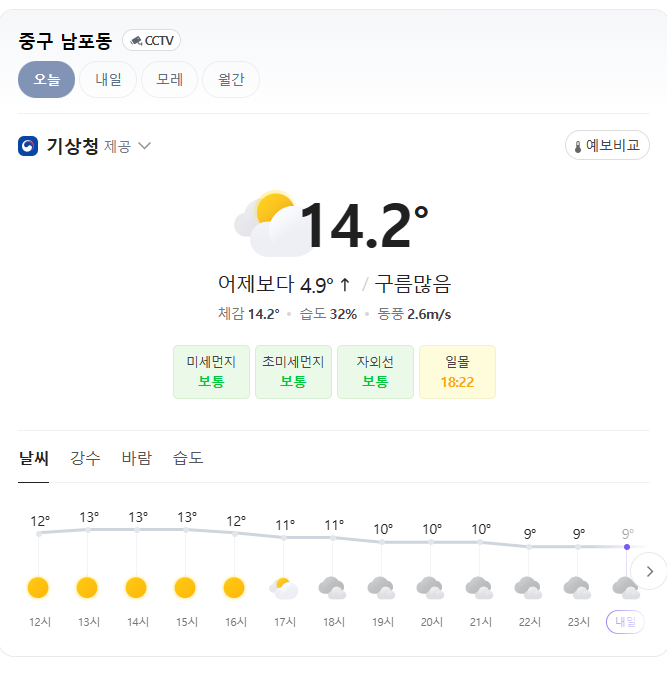 중구 남포동 CCTV
오늘 내일 모레 월간
기상청 제공 예보비교
14.2°
어제보다 4.9° ↑ / 구름많음
체감 14.2° • 습도 32% • 동풍 2.6m/s
미세먼지 초미세먼지 자외선 일몰
보통 보통 보통 18:22
날씨 강수 바람 습도
12° 13° 13° 13° 12° 11° 11° 10° 10° 10° 9° 9° 9°
12시 13시 14시 15시 16시 17시 18시 19시 20시 21시 22시 23시 내일